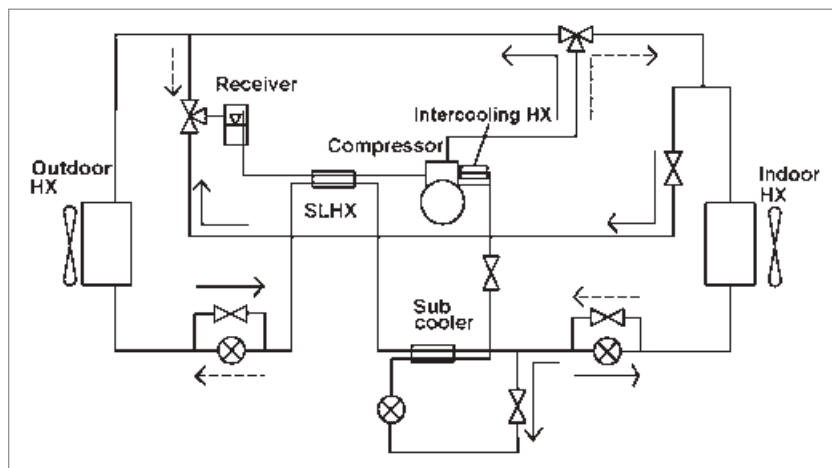 Receiver
Intercooling HX
Compressor
Outdoor
HX
Indoor
HX
SLHX
Sub
cooler